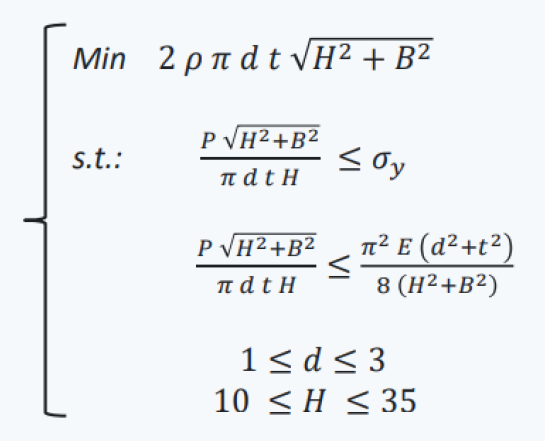 Min 2 ρ π d t √(H² + B²)
s.t.: (P √(H²+B²)) / (π d t H) ≤ σ_y
(P √(H²+B²)) / (π d t H) ≤ (π² E (d²+t²)) / (8 (H²+B²))
1 ≤ d ≤ 3
10 ≤ H ≤ 35